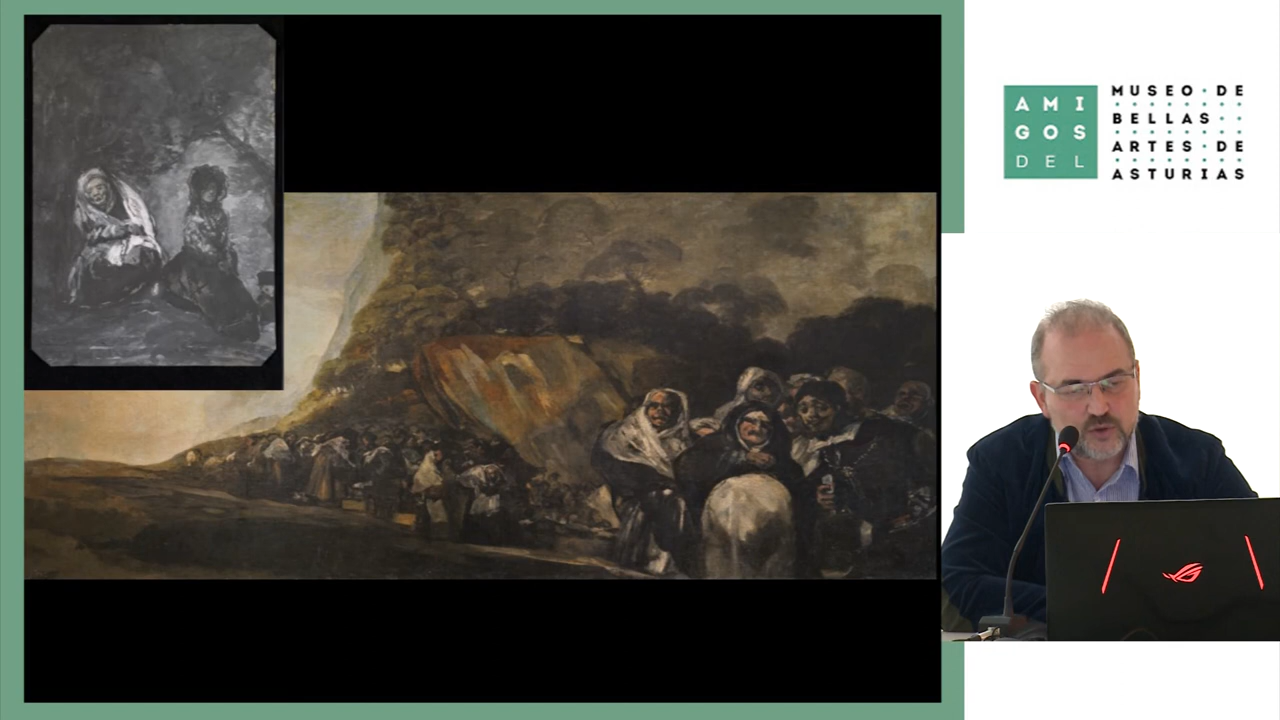 AMI
GOS
DEL
MUSEO·DE
BELLAS·
ARTES·DE
ASTURIAS